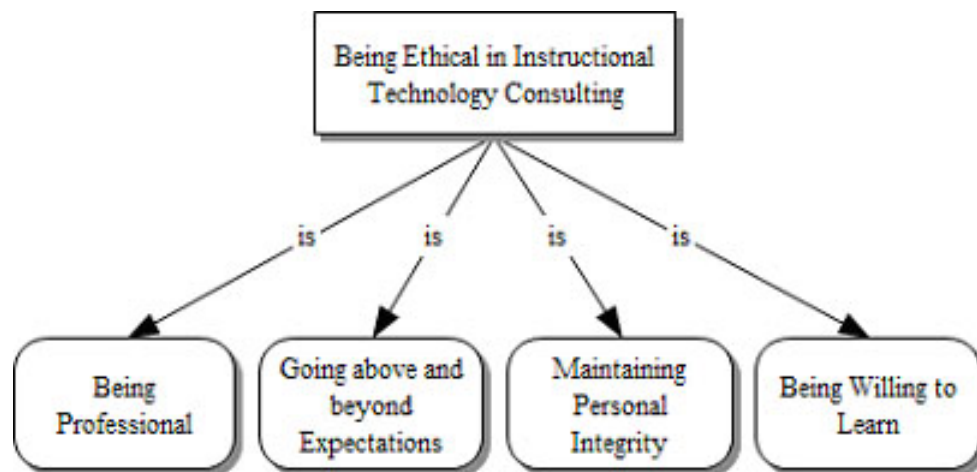 Being Ethical in Instructional
Technology Consulting
is
is
is
is
Being
Professional
Going above and
beyond
Expectations
Maintaining
Personal
Integrity
Being Willing to
Learn